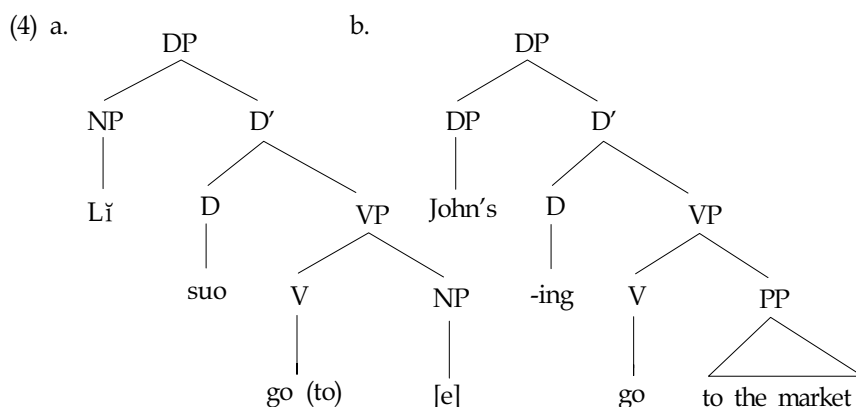 (4) a. b.
DP DP
NP D' DP D'
Lǐ D VP John's D VP
suo V NP -ing V PP
go (to) [e] go to the market